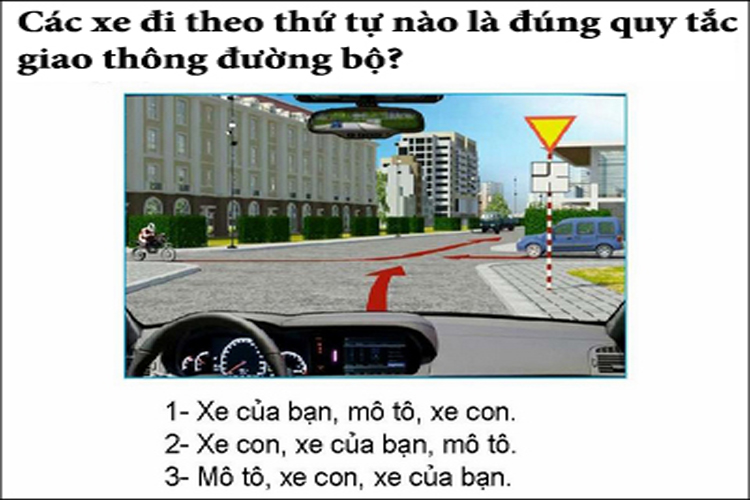 Các xe đi theo thứ tự nào là đúng quy tắc
giao thông đường bộ?
1- Xe của bạn, mô tô, xe con.
2- Xe con, xe của bạn, mô tô.
3- Mô tô, xe con, xe của bạn.